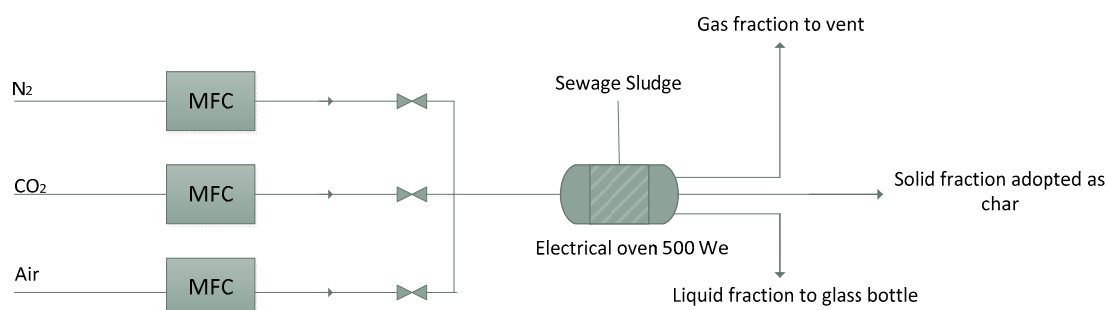 Gas fraction to vent
N2
MFC
Sewage Sludge
CO2
MFC
Solid fraction adopted as
char
Electrical oven 500 We
Air
MFC
Liquid fraction to glass bottle